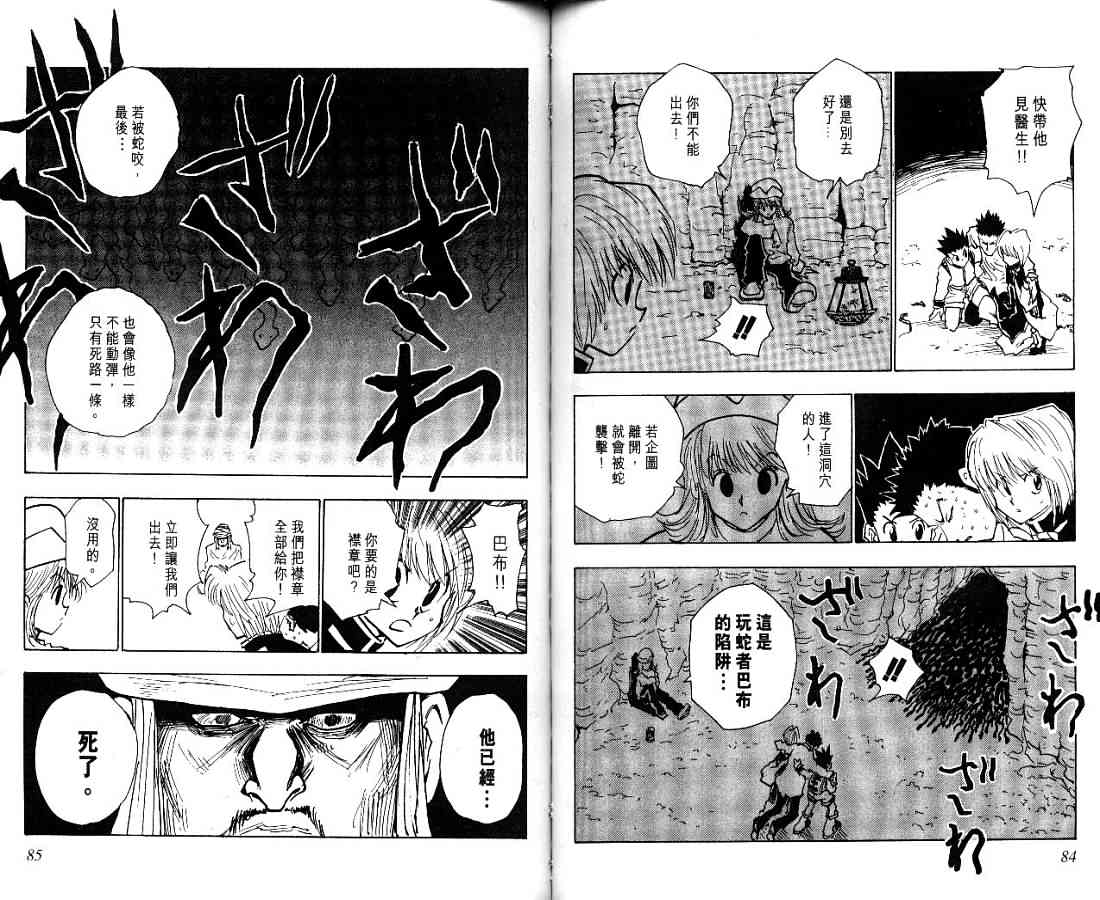 快帶他
見醫生!!
還是別去
好了…
你們不能
出去!
!!
進了這洞穴
的人!
若企圖
離開,
就會被蛇
襲擊!
ざ
〜
わ
!!
ざ
〜
わ
ざ
〜
わ
這是
玩蛇者巴布
的陷阱…
84
ざわ
ざわ
ざわ
若被蛇咬,
最後…
也會像他一樣
不能動彈,
只有死路一條。
巴布!!
你要的是
襟章吧?
我們把襟章
全部給你!
立即讓我們
出去!
沒用的。
他已經…
死了。
85